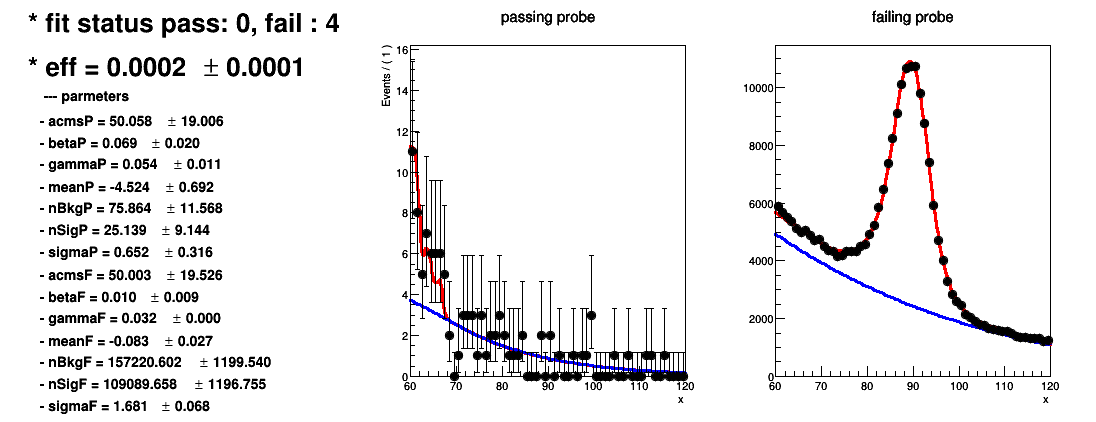 * fit status pass: 0, fail : 4
* eff = 0.0002 ± 0.0001
--- parmeters
- acmsP = 50.058 ± 19.006
- betaP = 0.069 ± 0.020
- gammaP = 0.054 ± 0.011
- meanP = -4.524 ± 0.692
- nBkgP = 75.864 ± 11.568
- nSigP = 25.139 ± 9.144
- sigmaP = 0.652 ± 0.316
- acmsF = 50.003 ± 19.526
- betaF = 0.010 ± 0.009
- gammaF = 0.032 ± 0.000
- meanF = -0.083 ± 0.027
- nBkgF = 157220.602 ± 1199.540
- nSigF = 109089.658 ± 1196.755
- sigmaF = 1.681 ± 0.068
passing probe
Events / ( 1 )
16
14
12
10
8
6
4
2
0
60 70 80 90 100 110 120
x
failing probe
10000
8000
6000
4000
2000
0
60 70 80 90 100 110 120
x